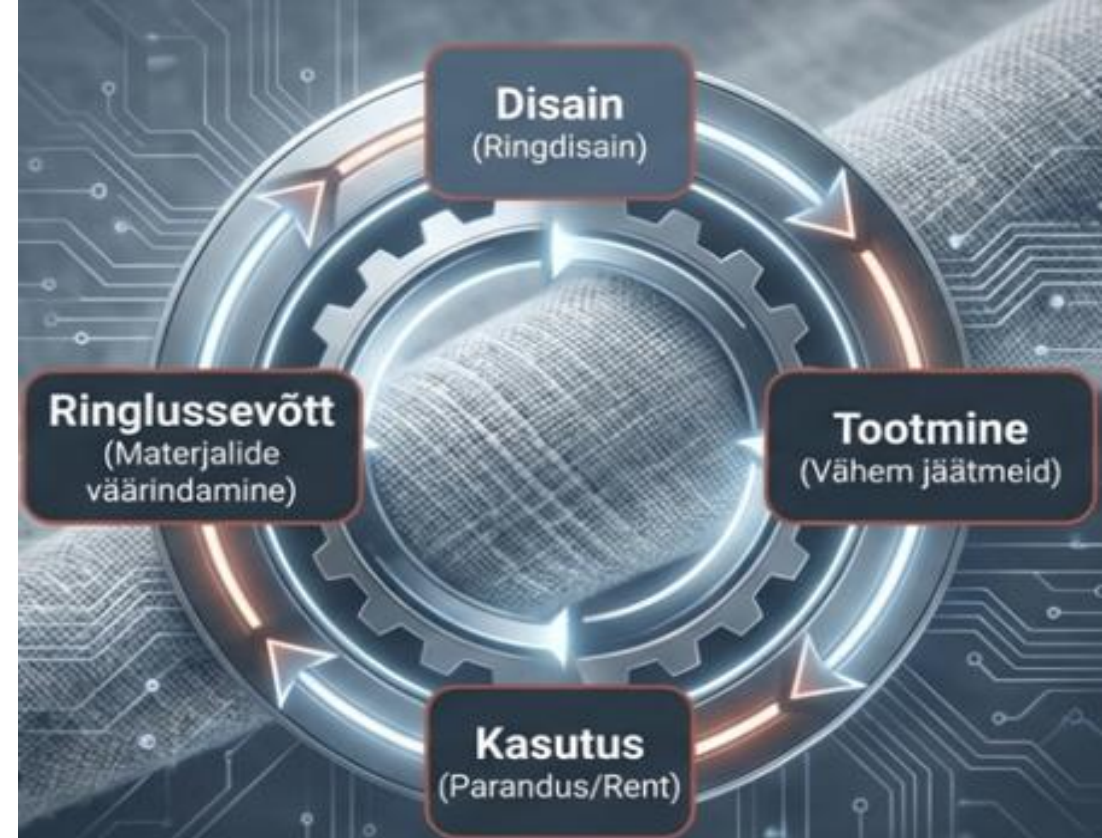 Disain
(Ringdisain)
Ringlussevõtt
(Materjalide
väärindamine)
Tootmine
(Vähem jäätmeid)
Kasutus
(Parandus/Rent)